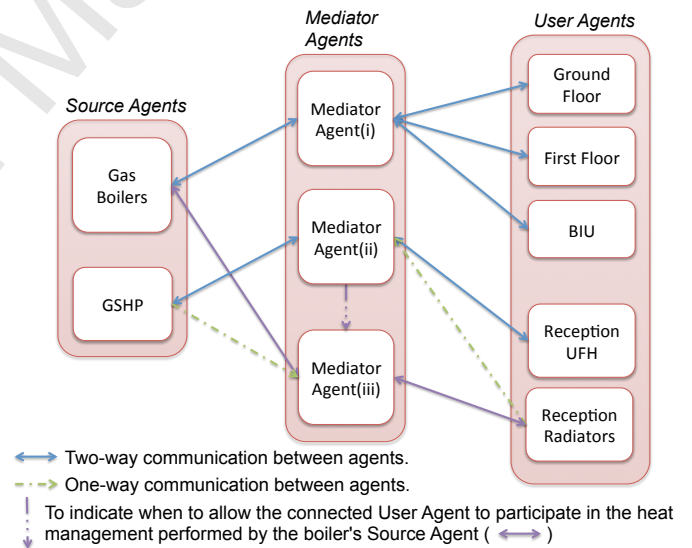 Mediator
Agents
User Agents
Source Agents
Gas
Boilers
GSHP
Mediator
Agent(i)
Mediator
Agent(ii)
Mediator
Agent(iii)
Ground
Floor
First Floor
BIU
Reception
UFH
Reception
Radiators
Two-way communication between agents.
One-way communication between agents.
To indicate when to allow the connected User Agent to participate in the heat
management performed by the boiler's Source Agent ( )